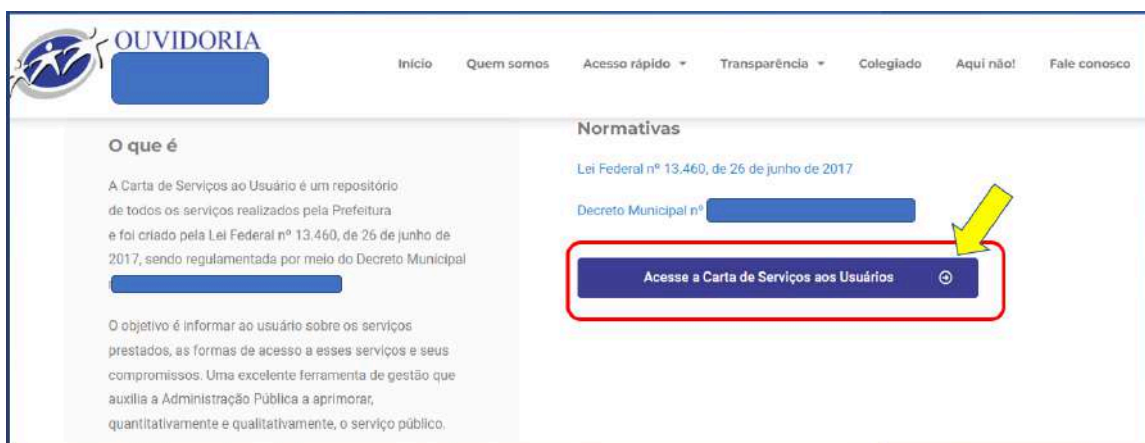 OUVIDORIA
Início Quem somos Acesso rápido Transparência Colegiado Aqui não! Fale conosco
O que é
A Carta de Serviços ao Usuário é um repositório
de todos os serviços realizados pela Prefeitura
e foi criado pela Lei Federal nº 13.460, de 26 de junho de
2017, sendo regulamentada por meio do Decreto Municipal
O objetivo é informar ao usuário sobre os serviços
prestados, as formas de acesso a esses serviços e seus
compromissos. Uma excelente ferramenta de gestão que
auxilia a Administração Pública a aprimorar,
quantitativamente e qualitativamente, o serviço público.
Normativas
Lei Federal nº 13.460, de 26 de junho de 2017
Decreto Municipal nº
Acesse a Carta de Serviços aos Usuários